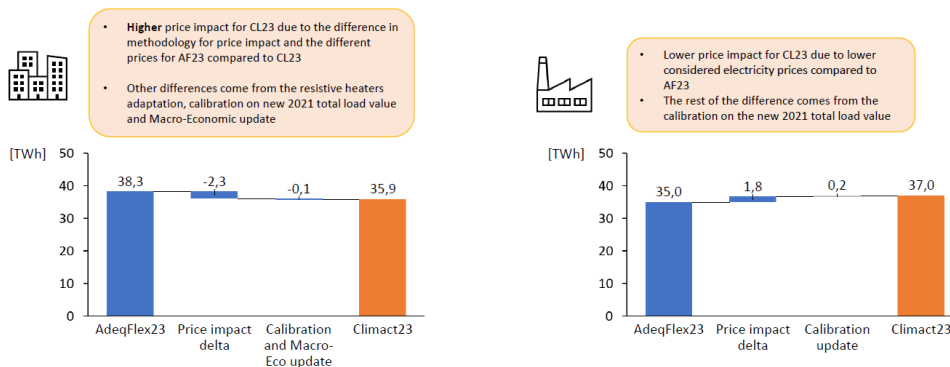 • Higher price impact for CL23 due to the difference in
methodology for price impact and the different
prices for AF23 compared to CL23
• Other differences come from the resistive heaters
adaptation, calibration on new 2021 total load value
and Macro-Economic update
[TWh]
50
40
30
20
10
0
38,3
-2,3
-0,1
35,9
AdeqFlex23
Price impact
delta
Calibration
and Macro-
Eco update
Climact23
• Lower price impact for CL23 due to lower
considered electricity prices compared to
AF23
• The rest of the difference comes from the
calibration on the new 2021 total load value
[TWh]
50
40
30
20
10
0
35,0
1,8
0,2
37,0
AdeqFlex23
Price impact
delta
Calibration
update
Climact23